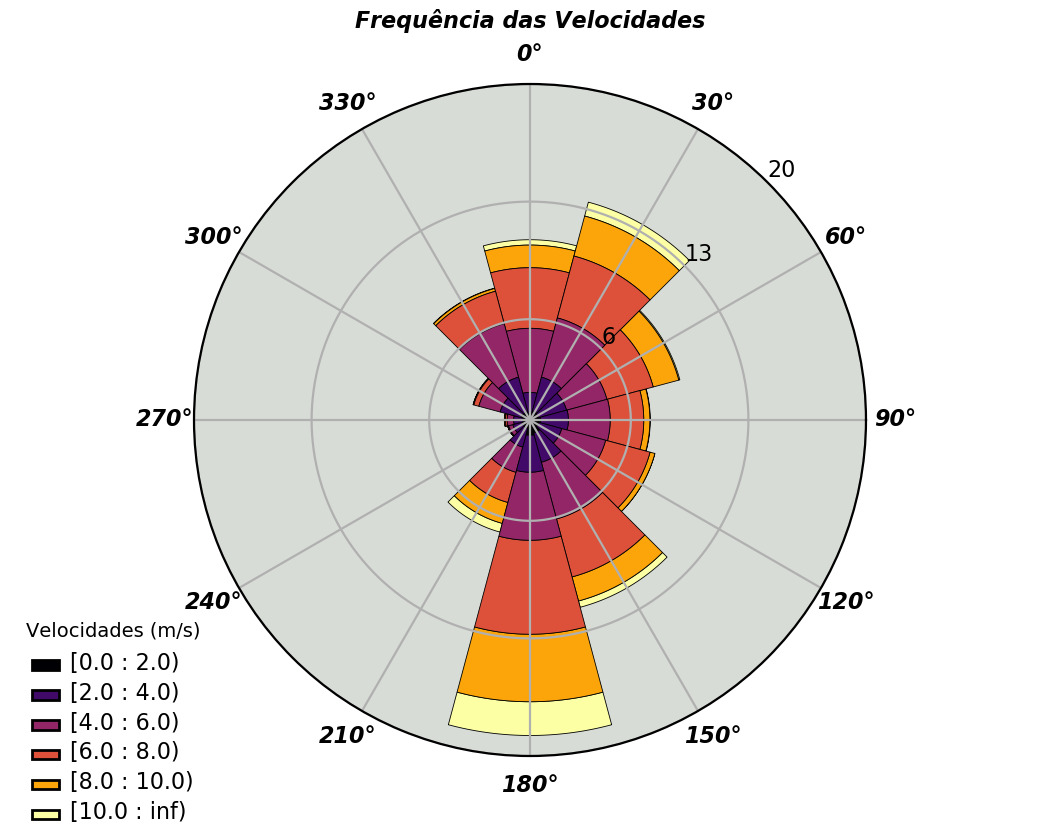 Frequência das Velocidades
0°
330°
30°
20
300°
60°
13
6
270°
90°
240°
120°
210°
150°
180°
Velocidades (m/s)
[0.0 : 2.0)
[2.0 : 4.0)
[4.0 : 6.0)
[6.0 : 8.0)
[8.0 : 10.0)
[10.0 : inf)